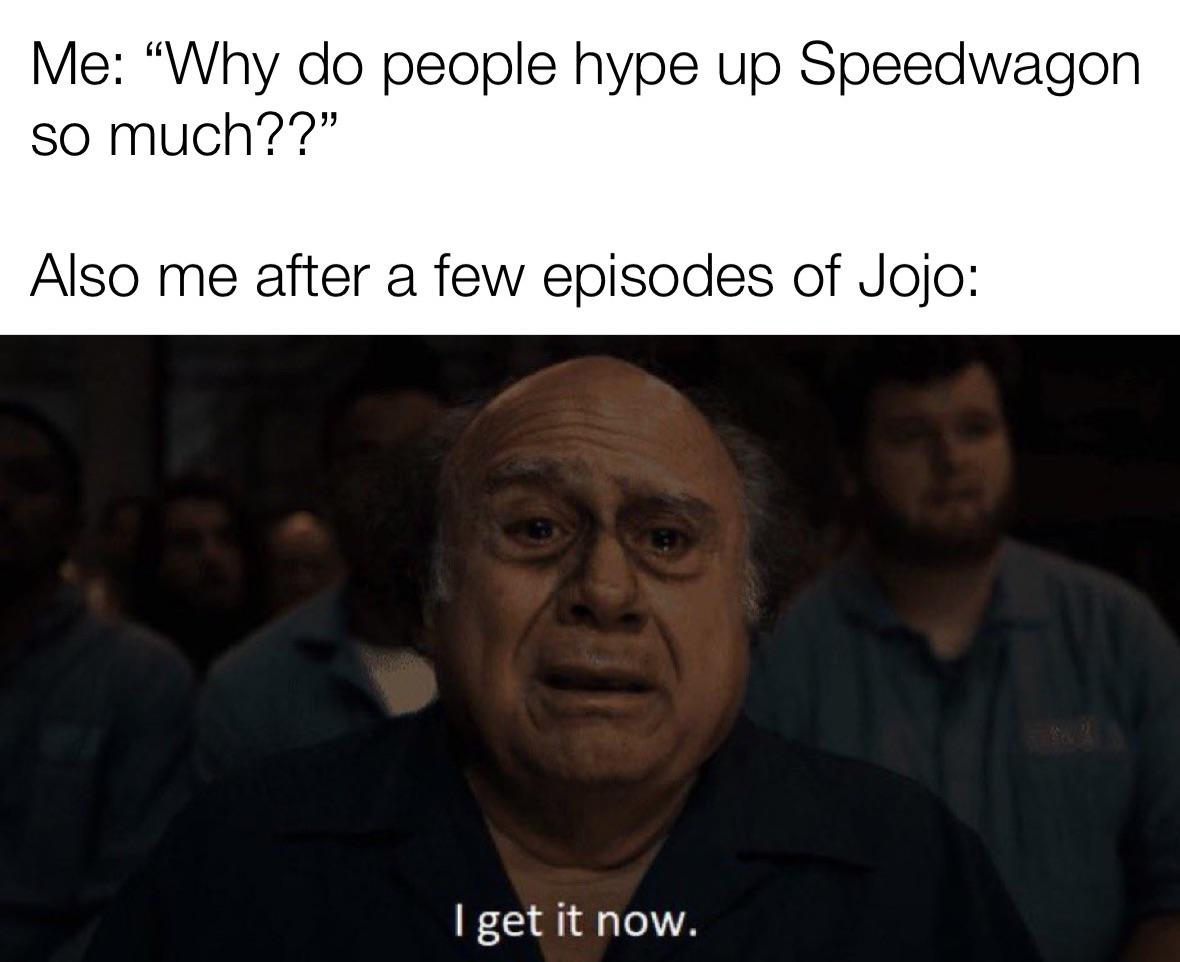 Me: “Why do people hype up Speedwagon
so much??”
Also me after a few episodes of Jojo:
I get it now.